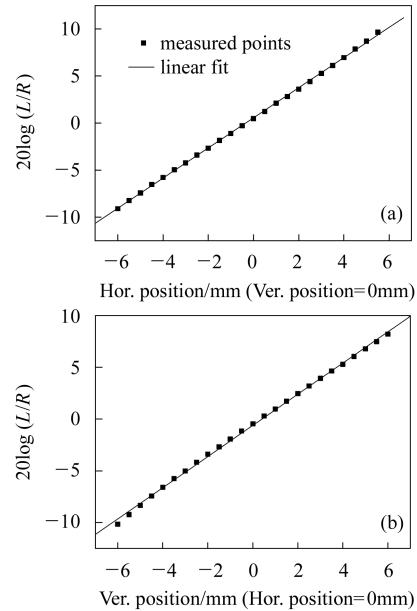 10
5
0
−5
−10
20log (L/R)
measured points
linear fit
(a)
−6 −4 −2 0 2 4 6
Hor. position/mm (Ver. position=0mm)
10
5
0
−5
−10
20log (L/R)
(b)
−6 −4 −2 0 2 4 6
Ver. position/mm (Hor. position=0mm)